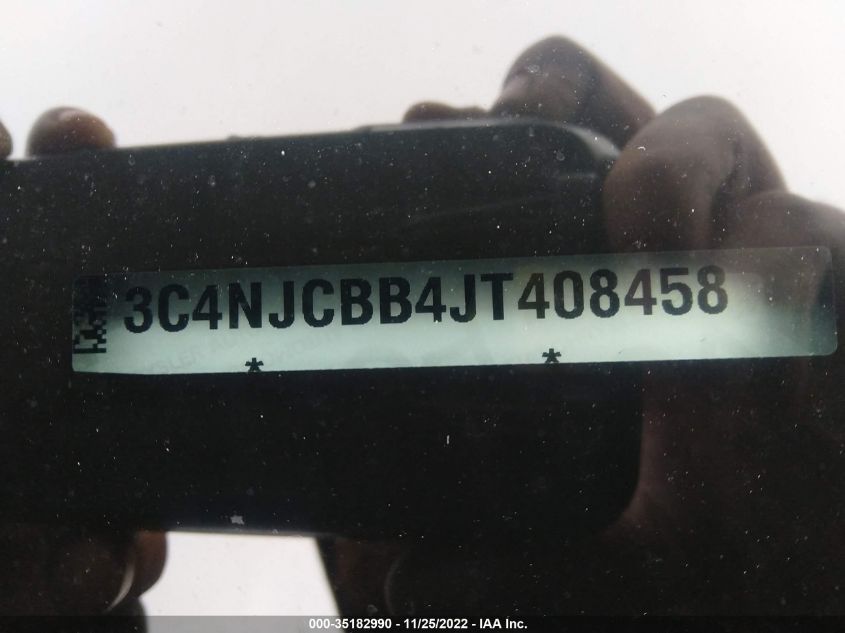 3C4NJCBB4JT408458
* *
000-35182990 - 11/25/2022 - IAA Inc.